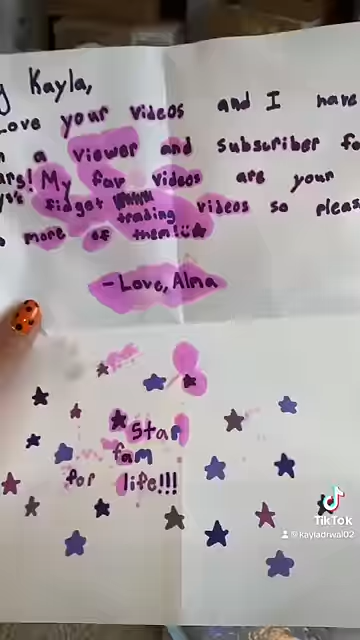 Kayla,
Love your videos and I have
a viewer and subscriber fo
ars! My fav videos are your
fidget trading videos so pleas
more of them!
-Love, Alna
Star
fam
for life!!!
TikTok
@kayladrwal02